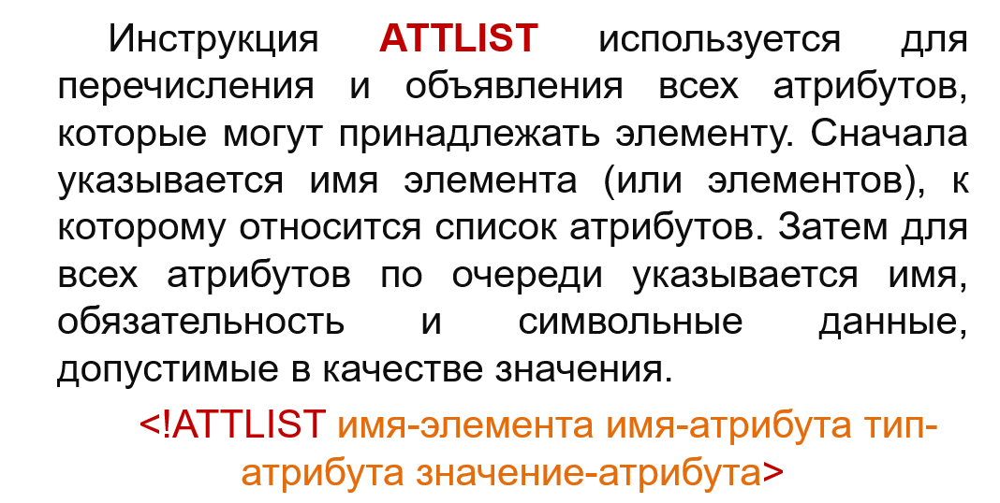 Инструкция ATTLIST используется для
перечисления и объявления всех атрибутов,
которые могут принадлежать элементу. Сначала
указывается имя элемента (или элементов), к
которому относится список атрибутов. Затем для
всех атрибутов по очереди указывается имя,
обязательность и символьные данные,
допустимые в качестве значения.
<!ATTLIST имя-элемента имя-атрибута тип-
атрибута значение-атрибута>